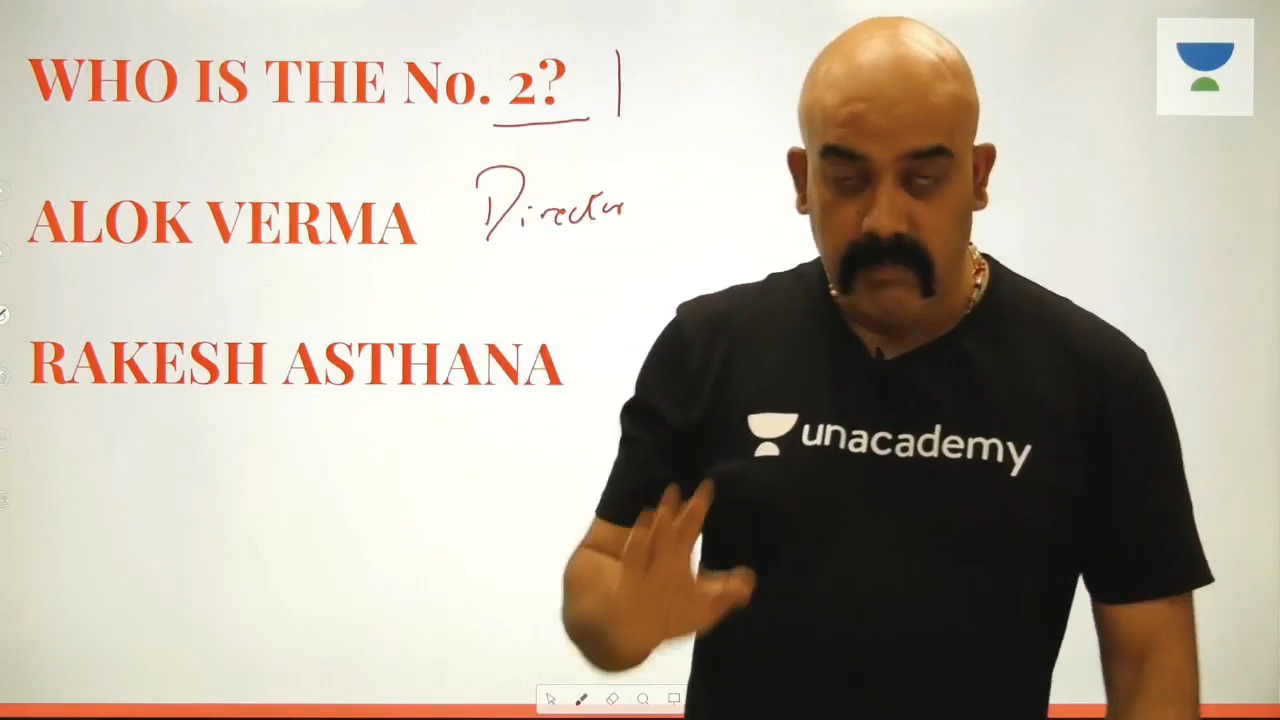 WHO IS THE No. 2?
ALOK VERMA
Director
RAKESH ASTHANA
unacademy